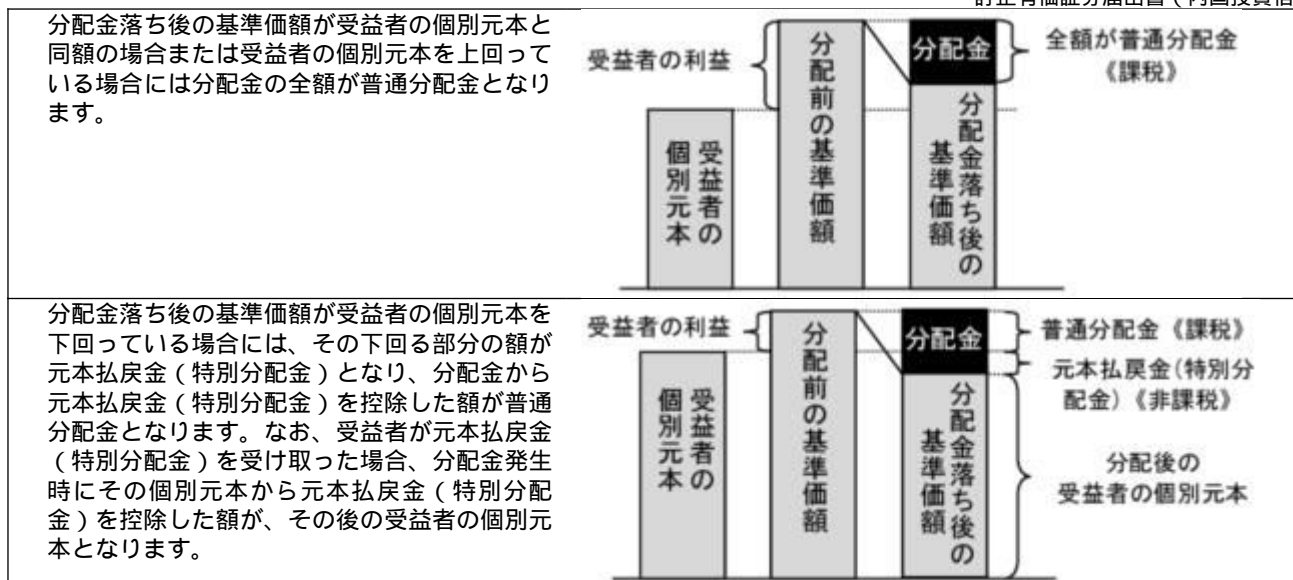 訂正有価証券届出書(内国投資信
分配金落ち後の基準価額が受益者の個別元本と
同額の場合または受益者の個別元本を上回って
いる場合には分配金の全額が普通分配金となり
ます。
受益者の利益
受益者の
個別元本
分配前の基準価額
分配金
分配金落ち後の
基準価額
全額が普通分配金
《課税》
分配金落ち後の基準価額が受益者の個別元本を
下回っている場合には、その下回る部分の額が
元本払戻金(特別分配金)となり、分配金から
元本払戻金(特別分配金)を控除した額が普通
分配金となります。なお、受益者が元本払戻金
(特別分配金)を受け取った場合、分配金発生
時にその個別元本から元本払戻金(特別分配
金)を控除した額が、その後の受益者の個別元
本となります。
受益者の利益
受益者の
個別元本
分配前の基準価額
分配金
分配金落ち後の
基準価額
普通分配金《課税》
元本払戻金(特別分
配金)《非課税》
分配後の
受益者の個別元本